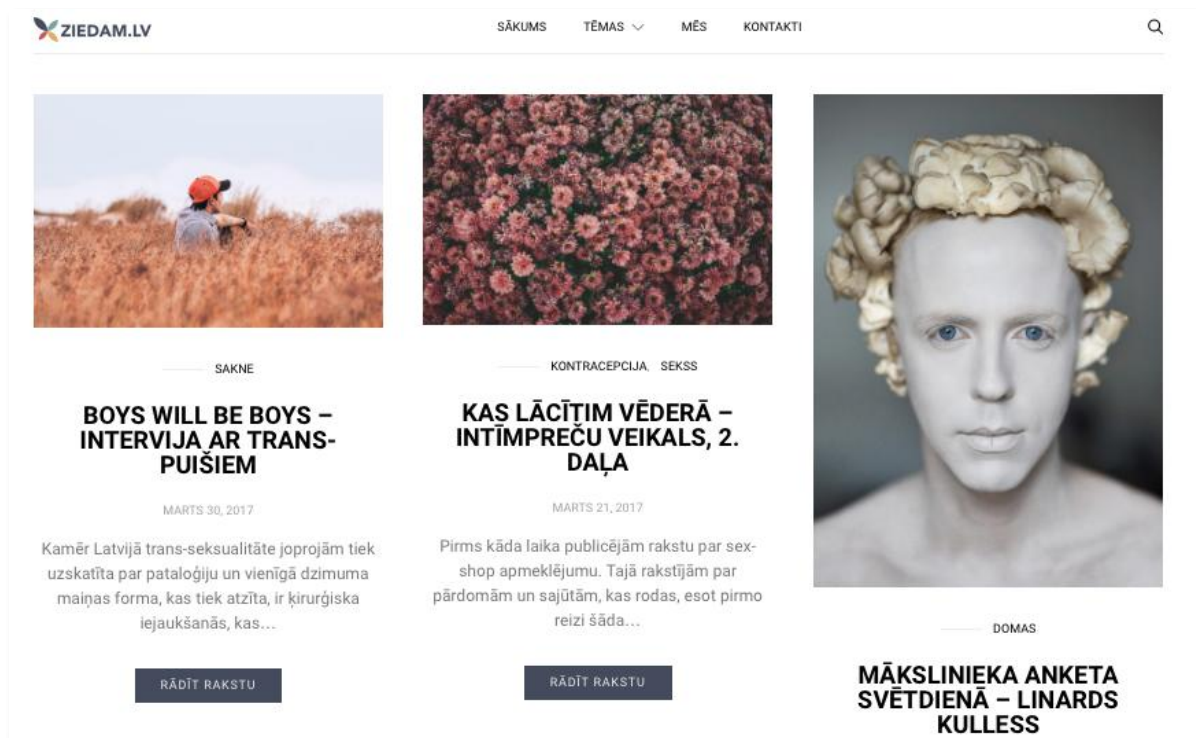 ZIEDAM.LV
SĀKUMS TĒMAS MĒS KONTAKTI
SAKNE
BOYS WILL BE BOYS –
INTERVIJA AR TRANS-
PUIŠIEM
MARTS 30, 2017
Kamēr Latvijā trans-seksualitāte joprojām tiek
uzskatīta par pataloģiju un vienīgā dzimuma
maiņas forma, kas tiek atzīta, ir ķirurģiska
iejaukšanās, kas...
RĀDĪT RAKSTU
KONTRACEPCIJA, SEKSS
KAS LĀCĪTIM VĒDERĀ –
INTĪMPREČU VEIKALS, 2.
DAĻA
MARTS 21, 2017
Pirms kāda laika publicējām rakstu par sex-
shop apmeklējumu. Tajā rakstījām par
pārdomām un sajūtām, kas rodas, esot pirmo
reizi šāda...
RĀDĪT RAKSTU
DOMAS
MĀKSLINIEKA ANKETA
SVĒTDIENĀ – LINARDS
KULLESS